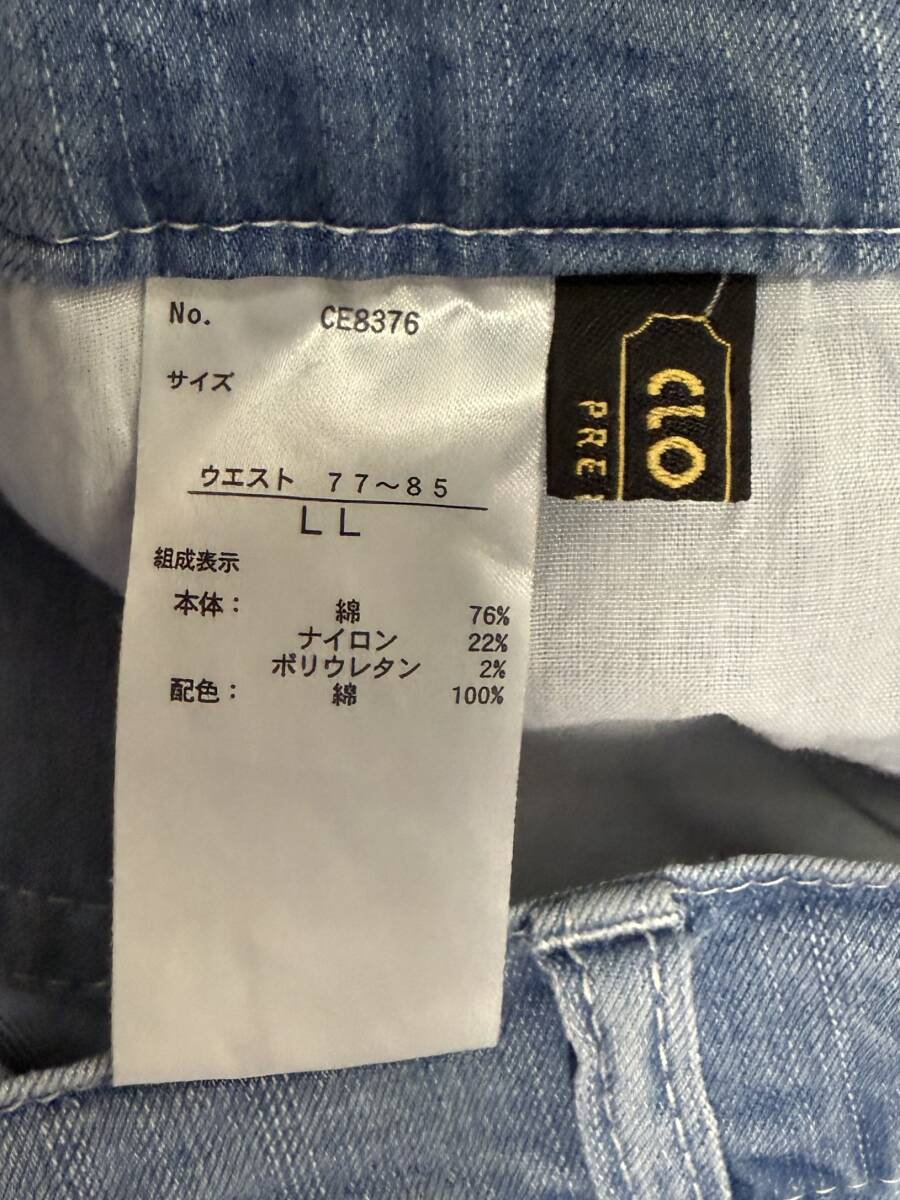 No. CE8376
サイズ
ウエスト 77～85
LL
組成表示
本体： 綿 76%
ナイロン 22%
ポリウレタン 2%
配色： 綿 100%
CLO
PRE